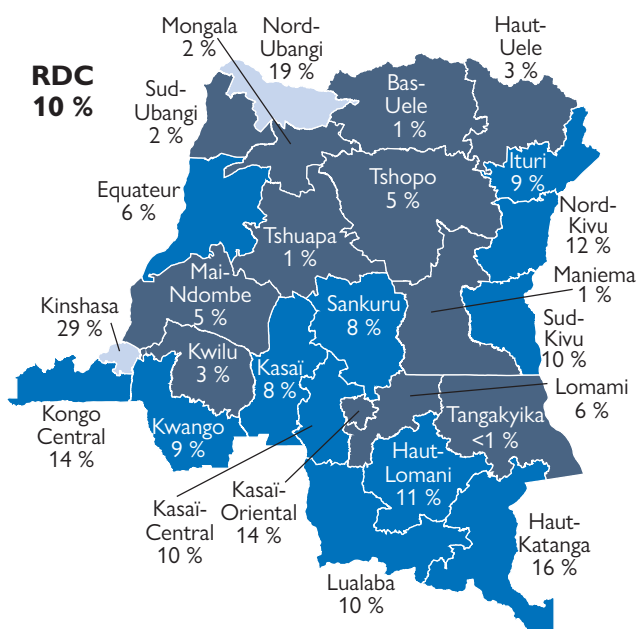 RDC
10 %
Mongala
2 %
Nord-
Ubangi
19 %
Haut-
Uele
3 %
Sud-
Ubangi
2 %
Bas-
Uele
1 %
Ituri
9 %
Equateur
6 %
Tshopo
5 %
Nord-
Kivu
12 %
Tshuapa
1 %
Maniema
1 %
Mai-
Ndombe
5 %
Kinshasa
29 %
Sankuru
8 %
Sud-
Kivu
10 %
Kwilu
3 %
Kasaï
8 %
Lomami
6 %
Kongo
Central
14 %
Kwango
9 %
Tangakyika
<1 %
Haut-
Lomani
11 %
Kasaï-
Central
10 %
Kasaï-
Oriental
14 %
Haut-
Katanga
16 %
Lualaba
10 %